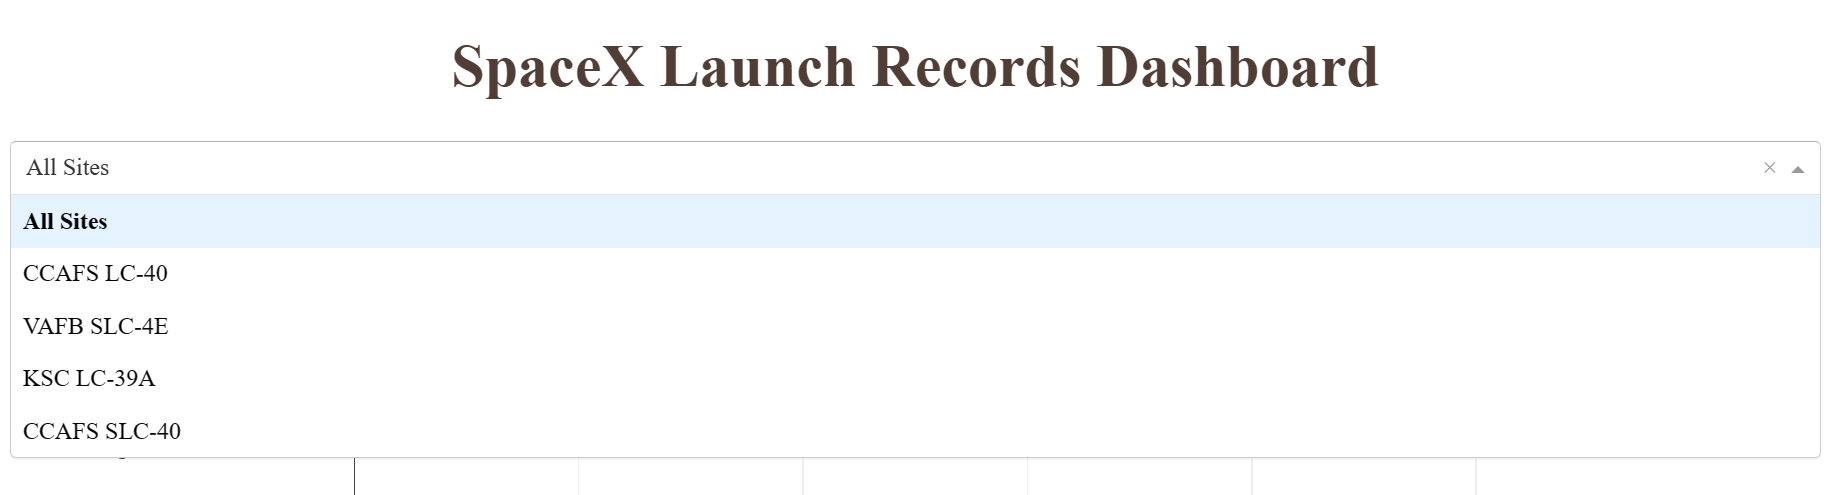 SpaceX Launch Records Dashboard
All Sites
All Sites
CCAFS LC-40
VAFB SLC-4E
KSC LC-39A
CCAFS SLC-40